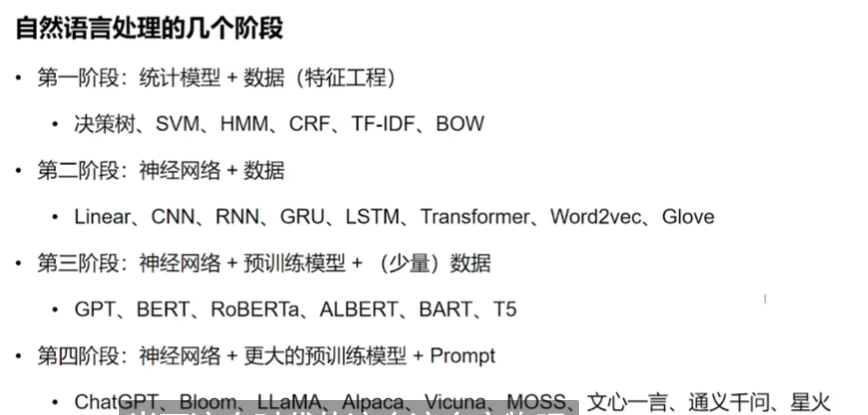 自然语言处理的几个阶段
• 第一阶段：统计模型 + 数据（特征工程）
• 决策树、SVM、HMM、CRF、TF-IDF、BOW
• 第二阶段：神经网络 + 数据
• Linear、CNN、RNN、GRU、LSTM、Transformer、Word2vec、Glove
• 第三阶段：神经网络 + 预训练模型 + （少量）数据
• GPT、BERT、RoBERTa、ALBERT、BART、T5
• 第四阶段：神经网络 + 更大的预训练模型 + Prompt
• ChatGPT、Bloom、LLaMA、Alpaca、Vicuna、MOSS、文心一言、通义千问、星火